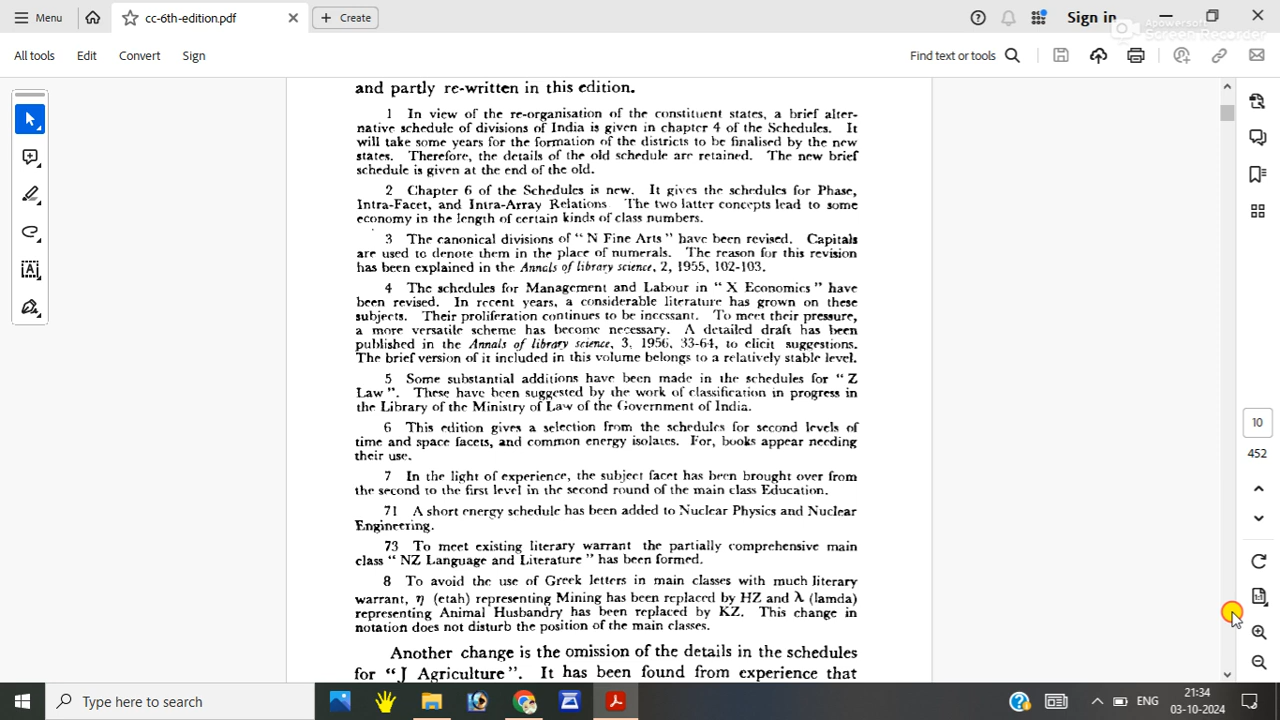 Menu
cc-6th-edition.pdf
Create
Sign in
Apowersoft
Screen Recorder
All tools
Edit
Convert
Sign
Find text or tools
and partly re-written in this edition.
1 In view of the re-organisation of the constituent states, a brief alter-
native schedule of divisions of India is given in chapter 4 of the Schedules. It
will take some years for the formation of the districts to be finalised by the new
states. Therefore, the details of the old schedule are retained. The new brief
schedule is given at the end of the old.
2 Chapter 6 of the Schedules is new. It gives the schedules for Phase,
Intra-Facet, and Intra-Array Relations The two latter concepts lead to some
economy in the length of certain kinds of class numbers.
3 The canonical divisions of “ N Fine Arts ” have been revised. Capitals
are used to denote them in the place of numerals. The reason for this revision
has been explained in the Annals of library science, 2, 1955, 102-103.
4 The schedules for Management and Labour in “ X Economics ” have
been revised. In recent years, a considerable literature has grown on these
subjects. Their proliferation continues to be incessant. To meet their pressure,
a more versatile scheme has become necessary. A detailed draft has been
published in the Annals of library science, 3, 1956, 33-64, to elicit suggestions.
The brief version of it included in this volume belongs to a relatively stable level.
5 Some substantial additions have been made in the schedules for “ Z
Law ”. These have been suggested by the work of classification in progress in
the Library of the Ministry of Law of the Government of India.
6 This edition gives a selection from the schedules for second levels of
time and space facets, and common energy isolates. For, books appear needing
their use.
7 In the light of experience, the subject facet has been brought over from
the second to the first level in the second round of the main class Education.
71 A short energy schedule has been added to Nuclear Physics and Nuclear
Engineering.
73 To meet existing literary warrant the partially comprehensive main
class “ NZ Language and Literature ” has been formed.
8 To avoid the use of Greek letters in main classes with much literary
warrant, η (etah) representing Mining has been replaced by HZ and λ (lamda)
representing Animal Husbandry has been replaced by KZ. This change in
notation does not disturb the position of the main classes.
Another change is the omission of the details in the schedules
for “J Agriculture”. It has been found from experience that
10
452
Type here to search
ENG
21:34
03-10-2024